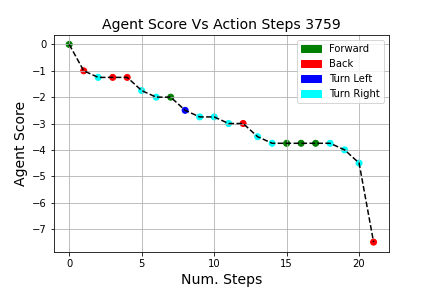 Agent Score Vs Action Steps 3759
Forward
Back
Turn Left
Turn Right
Agent Score
0
−1
−2
−3
−4
−5
−6
−7
0 5 10 15 20
Num. Steps